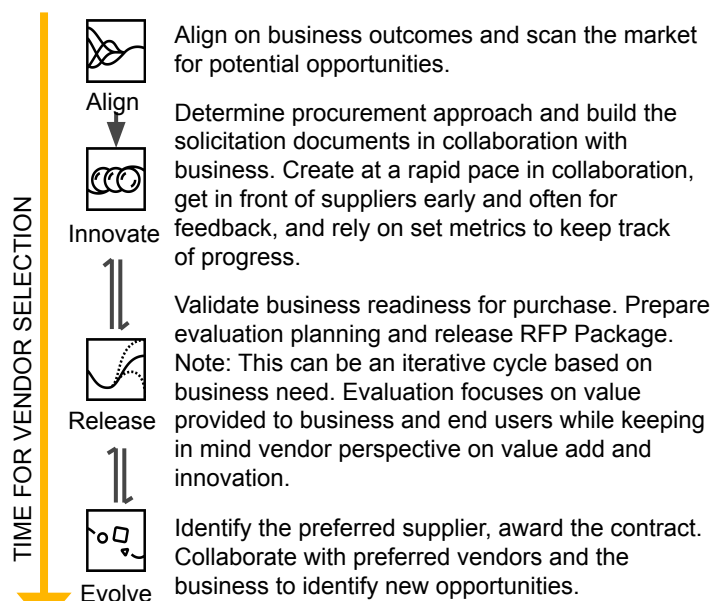 Align on business outcomes and scan the market
for potential opportunities.
Align
Determine procurement approach and build the
solicitation documents in collaboration with
business. Create at a rapid pace in collaboration,
get in front of suppliers early and often for
feedback, and rely on set metrics to keep track
of progress.
Innovate
Validate business readiness for purchase. Prepare
evaluation planning and release RFP Package.
Note: This can be an iterative cycle based on
business need. Evaluation focuses on value
provided to business and end users while keeping
in mind vendor perspective on value add and
innovation.
Release
Identify the preferred supplier, award the contract.
Collaborate with preferred vendors and the
business to identify new opportunities.
Evolve
TIME FOR VENDOR SELECTION